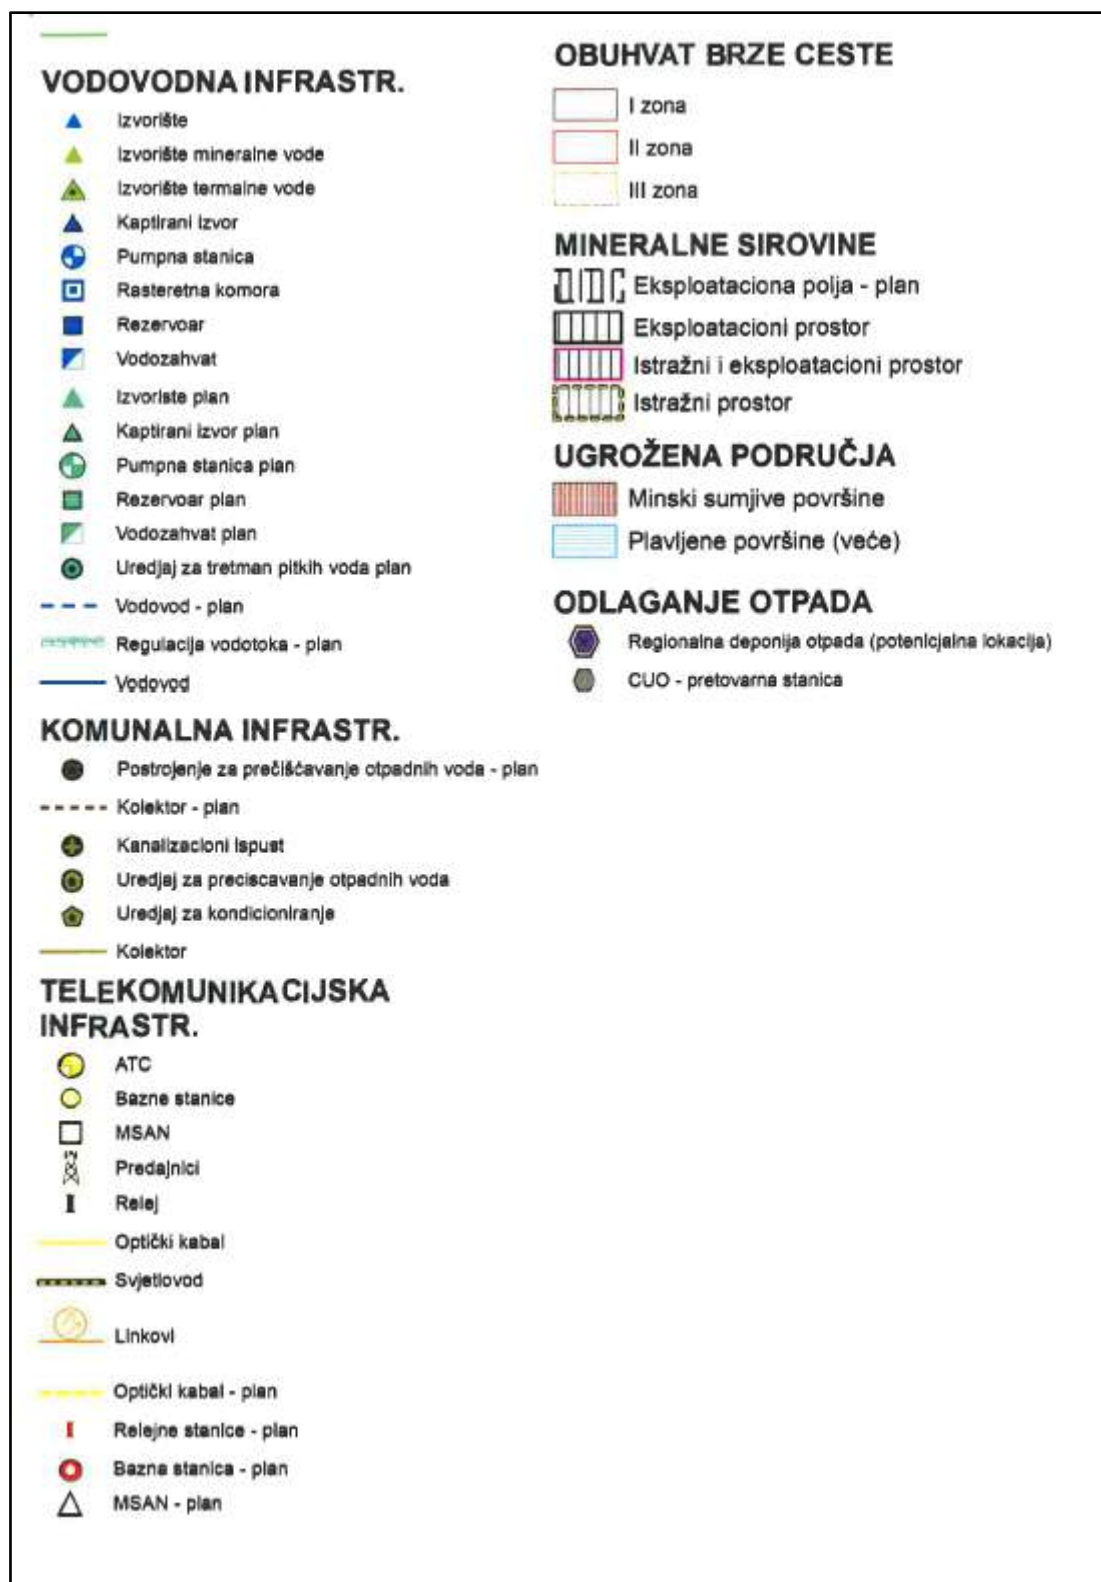 VODOVODNA INFRASTR.
Izvorište
Izvorište mineralne vode
Izvorište termalne vode
Kaptirani izvor
Pumpna stanica
Rasteretna komora
Rezervoar
Vodozahvat
Izvoriste plan
Kaptirani izvor plan
Pumpna stanica plan
Rezervoar plan
Vodozahvat plan
Uredjaj za tretman pitkih voda plan
Vodovod - plan
Regulacija vodotoka - plan
Vodovod
KOMUNALNA INFRASTR.
Postrojenje za prečišćavanje otpadnih voda - plan
Kolektor - plan
Kanalizacioni ispust
Uredjaj za preciscavanje otpadnih voda
Uredjaj za kondicioniranje
Kolektor
TELEKOMUNIKACIJSKA
INFRASTR.
ATC
Bazne stanice
MSAN
Predajnici
Relej
Optički kabal
Svjetlovod
Linkovi
Optički kabal - plan
Relejne stanice - plan
Bazna stanica - plan
MSAN - plan
OBUHVAT BRZE CESTE
I zona
II zona
III zona
MINERALNE SIROVINE
Eksploataciona polja - plan
Eksploatacioni prostor
Istražni i eksploatacioni prostor
Istražni prostor
UGROŽENA PODRUČJA
Minski sumjive površine
Plavljene površine (veće)
ODLAGANJE OTPADA
Regionalna deponija otpada (potenicjalna lokacija)
CUO - pretovarna stanica